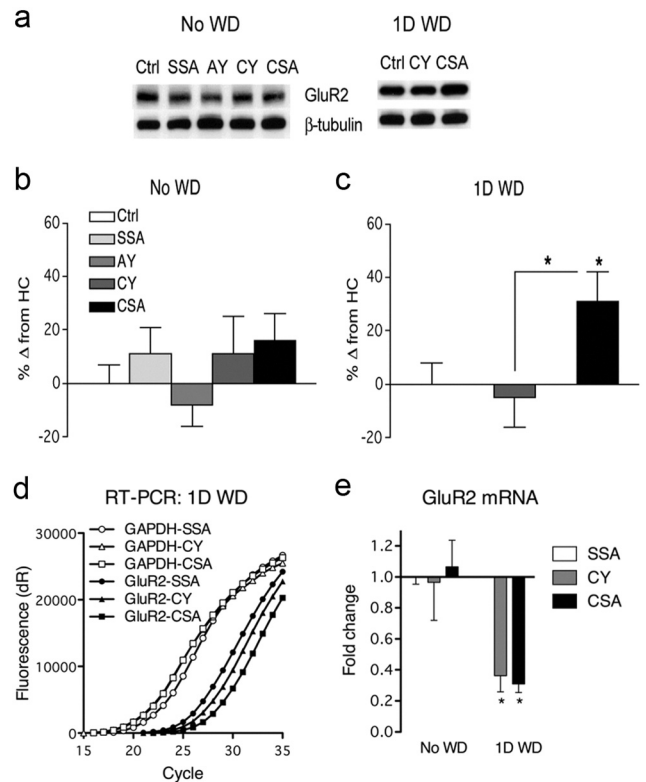 a
No WD
1D WD
Ctrl SSA AY CY CSA
Ctrl CY CSA
GluR2
β-tubulin
b
No WD
Ctrl
SSA
AY
CY
CSA
% Δ from HC
60
40
20
0
-20
c
1D WD
% Δ from HC
60
40
20
0
-20
*
*
d
RT-PCR: 1D WD
GAPDH-SSA
GAPDH-CY
GAPDH-CSA
GluR2-SSA
GluR2-CY
GluR2-CSA
Fluorescence (dR)
30000
20000
10000
0
15 20 25 30 35
Cycle
e
GluR2 mRNA
SSA
CY
CSA
Fold change
1.2
1.0
0.8
0.6
0.4
0.2
0
* *
No WD 1D WD